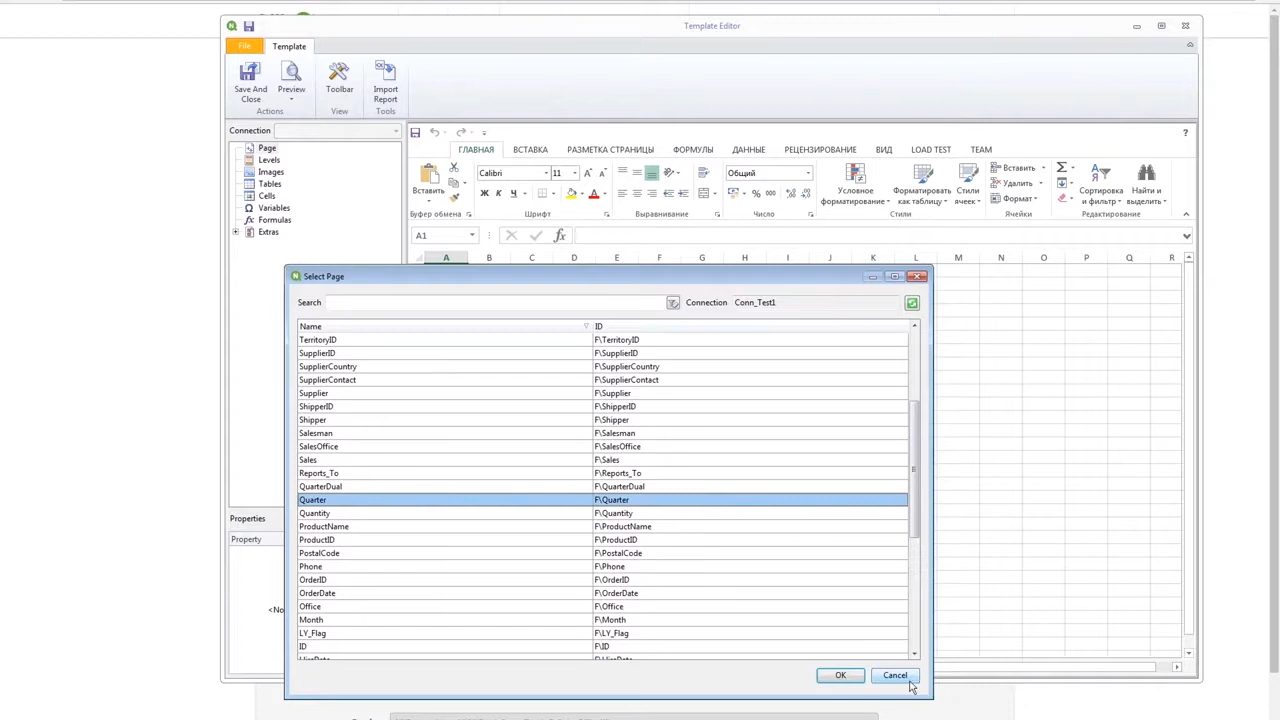 Template Editor
File Template
Save And Close
Preview
Toolbar
Import Report
Actions
View
Tools
Connection
Page
Levels
Images
Tables
Cells
Variables
Formulas
Extras
Properties
Property
<No
?
ГЛАВНАЯ ВСТАВКА РАЗМЕТКА СТРАНИЦЫ ФОРМУЛЫ ДАННЫЕ РЕЦЕНЗИРОВАНИЕ ВИД LOAD TEST TEAM
Вставить
Calibri 11
Ж К Ч
Общий
% 000
Условное форматирование
Форматировать как таблицу
Стили ячеек
Вставить
Удалить
Формат
Сортировка и фильтр
Найти и выделить
Буфер обмена Шрифт Выравнивание Число Стили Ячейки Редактирование
A1
fx
A B C D E F G H I J K L M N O P Q R
Select Page
Search Connection Conn_Test1
Name ID
TerritoryID F\TerritoryID
SupplierID F\SupplierID
SupplierCountry F\SupplierCountry
SupplierContact F\SupplierContact
Supplier F\Supplier
ShipperID F\ShipperID
Shipper F\Shipper
Salesman F\Salesman
SalesOffice F\SalesOffice
Sales F\Sales
Reports_To F\Reports_To
QuarterDual F\QuarterDual
Quarter F\Quarter
Quantity F\Quantity
ProductName F\ProductName
ProductID F\ProductID
PostalCode F\PostalCode
Phone F\Phone
OrderID F\OrderID
OrderDate F\OrderDate
Office F\Office
Month F\Month
LY_Flag F\LY_Flag
ID F\ID
OK Cancel